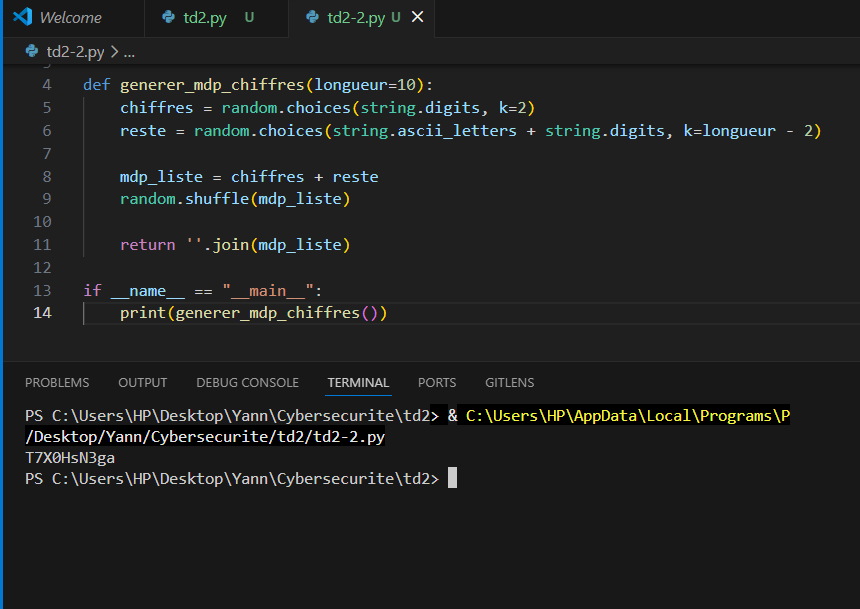 Welcome td2.py U td2-2.py U
td2-2.py > ...
4 def generer_mdp_chiffres(longueur=10):
5 chiffres = random.choices(string.digits, k=2)
6 reste = random.choices(string.ascii_letters + string.digits, k=longueur - 2)
7
8 mdp_liste = chiffres + reste
9 random.shuffle(mdp_liste)
10
11 return ''.join(mdp_liste)
12
13 if __name__ == "__main__":
14 print(generer_mdp_chiffres())
PROBLEMS OUTPUT DEBUG CONSOLE TERMINAL PORTS GITLENS
PS C:\Users\HP\Desktop\Yann\Cybersecurite\td2> & C:\Users\HP\AppData\Local\Programs\P
/Desktop/Yann/Cybersecurite/td2/td2-2.py
T7X0HsN3ga
PS C:\Users\HP\Desktop\Yann\Cybersecurite\td2>